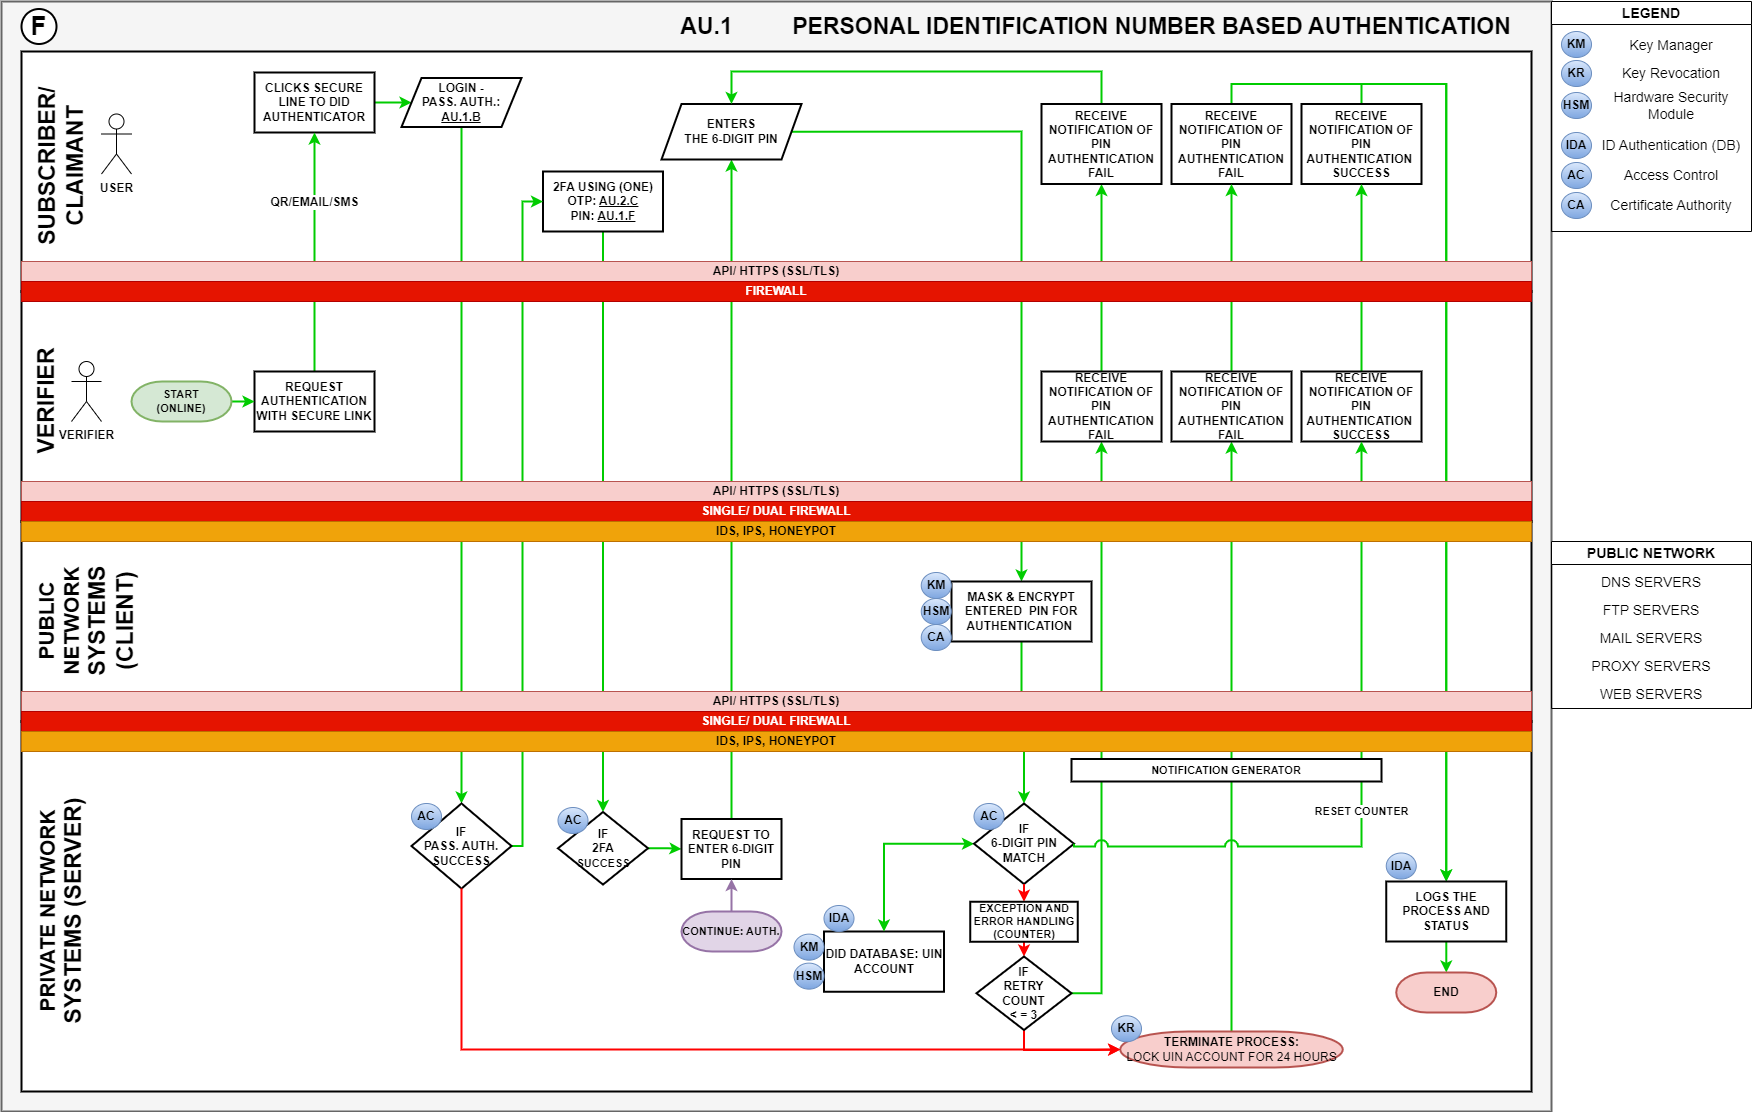 F
AU.1 PERSONAL IDENTIFICATION NUMBER BASED AUTHENTICATION
LEGEND
KM Key Manager
KR Key Revocation
HSM Hardware Security
Module
IDA ID Authentication (DB)
AC Access Control
CA Certificate Authority
SUBSCRIBER/
CLAIMANT
USER
CLICKS SECURE
LINE TO DID
AUTHENTICATOR
LOGIN -
PASS. AUTH.:
AU.1.B
QR/EMAIL/SMS
2FA USING (ONE)
OTP: AU.2.C
PIN: AU.1.F
ENTERS
THE 6-DIGIT PIN
RECEIVE
NOTIFICATION OF
PIN
AUTHENTICATION
FAIL
RECEIVE
NOTIFICATION OF
PIN
AUTHENTICATION
FAIL
RECEIVE
NOTIFICATION OF
PIN
AUTHENTICATION
SUCCESS
API/ HTTPS (SSL/TLS)
FIREWALL
VERIFIER
VERIFIER
START
(ONLINE)
REQUEST
AUTHENTICATION
WITH SECURE LINK
RECEIVE
NOTIFICATION OF
PIN
AUTHENTICATION
FAIL
RECEIVE
NOTIFICATION OF
PIN
AUTHENTICATION
FAIL
RECEIVE
NOTIFICATION OF
PIN
AUTHENTICATION
SUCCESS
API/ HTTPS (SSL/TLS)
SINGLE/ DUAL FIREWALL
IDS, IPS, HONEYPOT
PUBLIC
NETWORK
SYSTEMS
(CLIENT)
KM
HSM
CA
MASK & ENCRYPT
ENTERED PIN FOR
AUTHENTICATION
PUBLIC NETWORK
DNS SERVERS
FTP SERVERS
MAIL SERVERS
PROXY SERVERS
WEB SERVERS
API/ HTTPS (SSL/TLS)
SINGLE/ DUAL FIREWALL
IDS, IPS, HONEYPOT
PRIVATE NETWORK
SYSTEMS (SERVER)
AC
IF
PASS. AUTH.
SUCCESS
AC
IF
2FA
SUCCESS
REQUEST TO
ENTER 6-DIGIT
PIN
CONTINUE: AUTH.
IDA
KM
HSM
DID DATABASE: UIN
ACCOUNT
AC
IF
6-DIGIT PIN
MATCH
EXCEPTION AND
ERROR HANDLING
(COUNTER)
IF
RETRY
COUNT
< = 3
NOTIFICATION GENERATOR
RESET COUNTER
KR
TERMINATE PROCESS:
LOCK UIN ACCOUNT FOR 24 HOURS
IDA
LOGS THE
PROCESS AND
STATUS
END